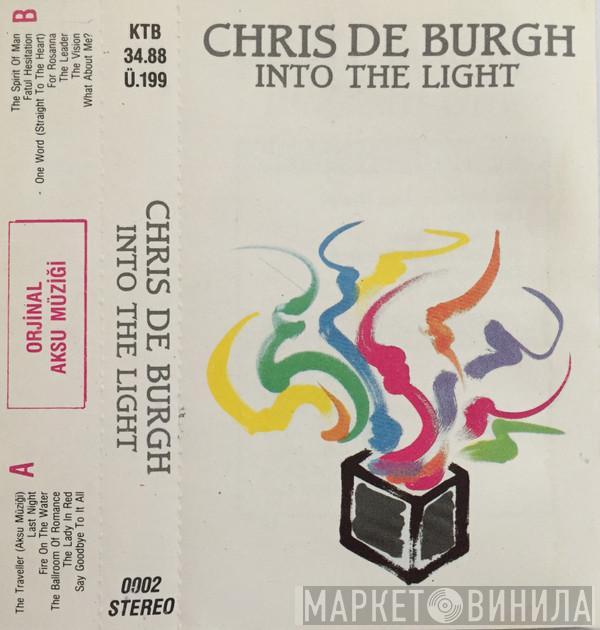 CHRIS DE BURGH
INTO THE LIGHT
KTB
34.88
Ü.199
CHRIS DE BURGH
INTO THE LIGHT
0002
STEREO
A
The Traveller (Aksu Müziği)
Last Night
Fire On The Water
The Ballroom Of Romance
The Lady In Red
Say Goodbye To It All
ORJİNAL
AKSU MÜZİĞİ
B
The Spirit Of Man
Fatul Hesitation
- One Word (Straight To The Heart)
For Rosanna
The Leader
The Vision
What About Me?
МАРКЕТ ВИНИЛА